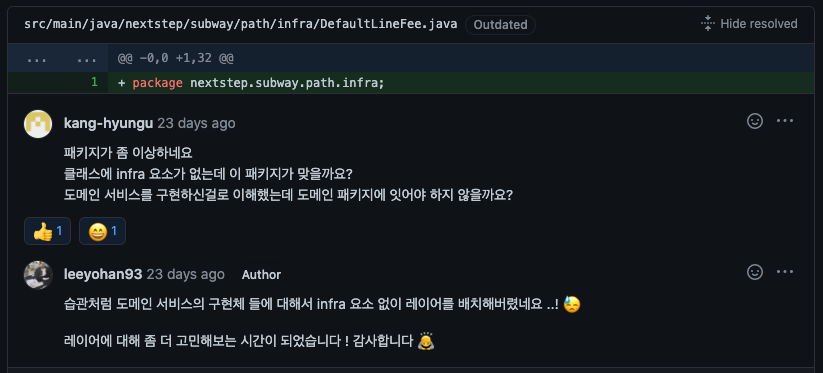 src/main/java/nextstep/subway/path/infra/DefaultLineFee.java Outdated Hide resolved
... ... @@ -0,0 +1,32 @@
1 + package nextstep.subway.path.infra;
kang-hyungu 23 days ago
패키지가 좀 이상하네요
클래스에 infra 요소가 없는데 이 패키지가 맞을까요?
도메인 서비스를 구현하신걸로 이해했는데 도메인 패키지에 잇어야 하지 않을까요?
👍 1 😄 1
leeyohan93 23 days ago Author
습관처럼 도메인 서비스의 구현체 들에 대해서 infra 요소 없이 레이어를 배치해버렸네요 ..! 😓
레이어에 대해 좀 더 고민해보는 시간이 되었습니다 ! 감사합니다 🙇